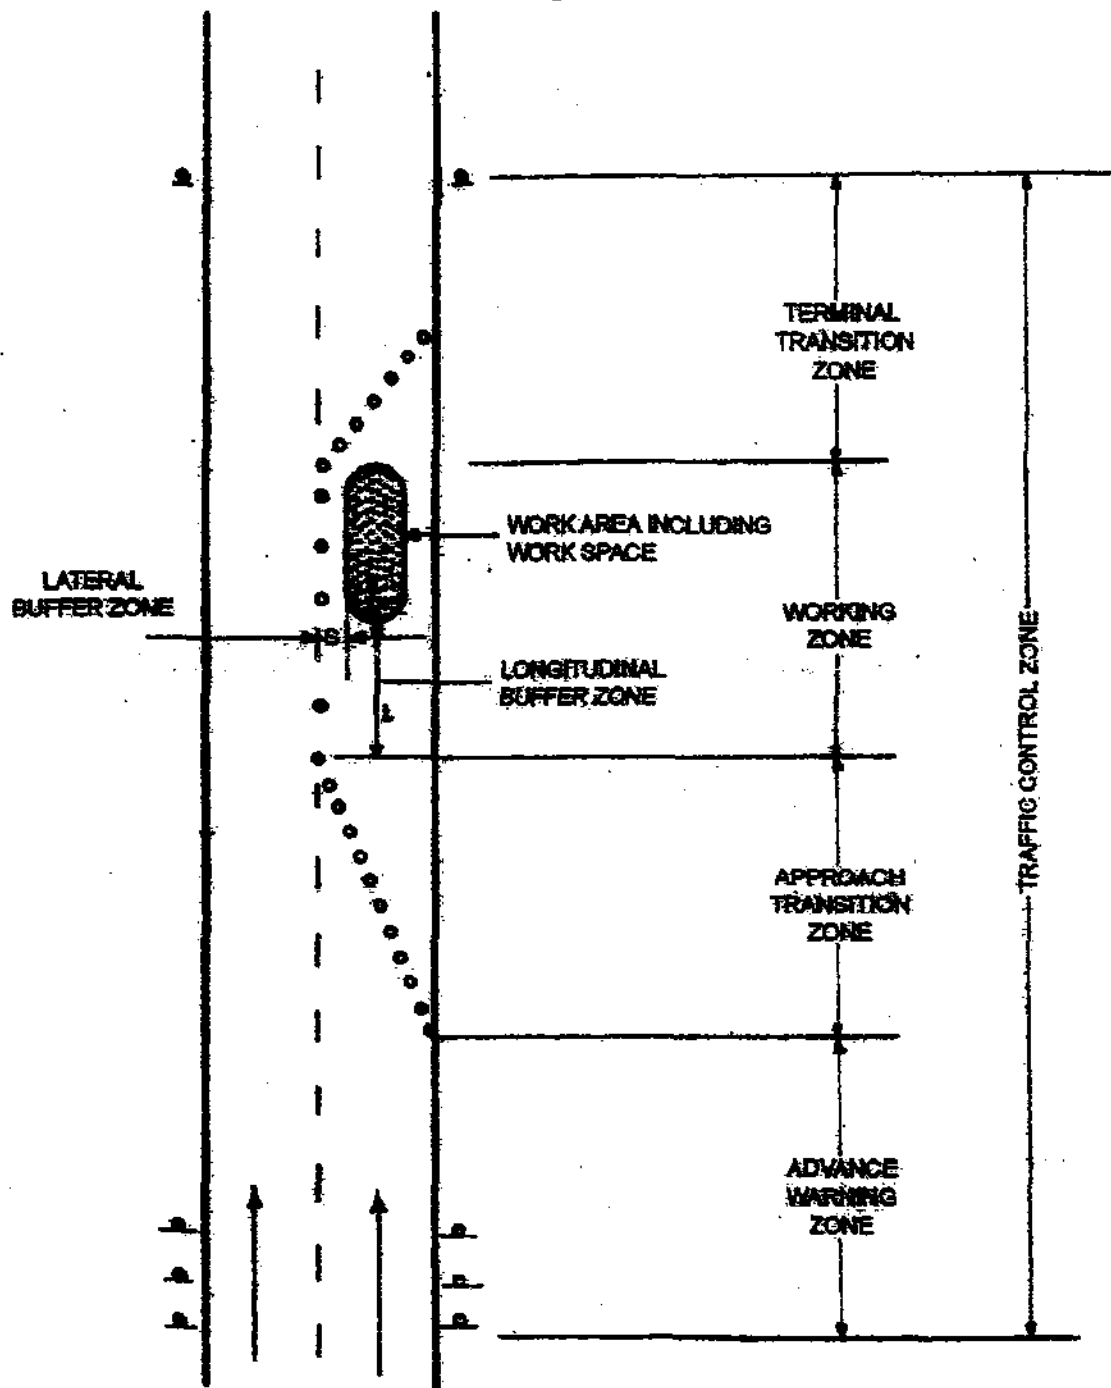 TERMINAL
TRANSITION
ZONE
WORK AREA INCLUDING
WORK SPACE
LATERAL
BUFFER ZONE
S
WORKING
ZONE
LONGITUDINAL
BUFFER ZONE
L
TRAFFIC CONTROL ZONE
APPROACH
TRANSITION
ZONE
ADVANCE
WARNING
ZONE